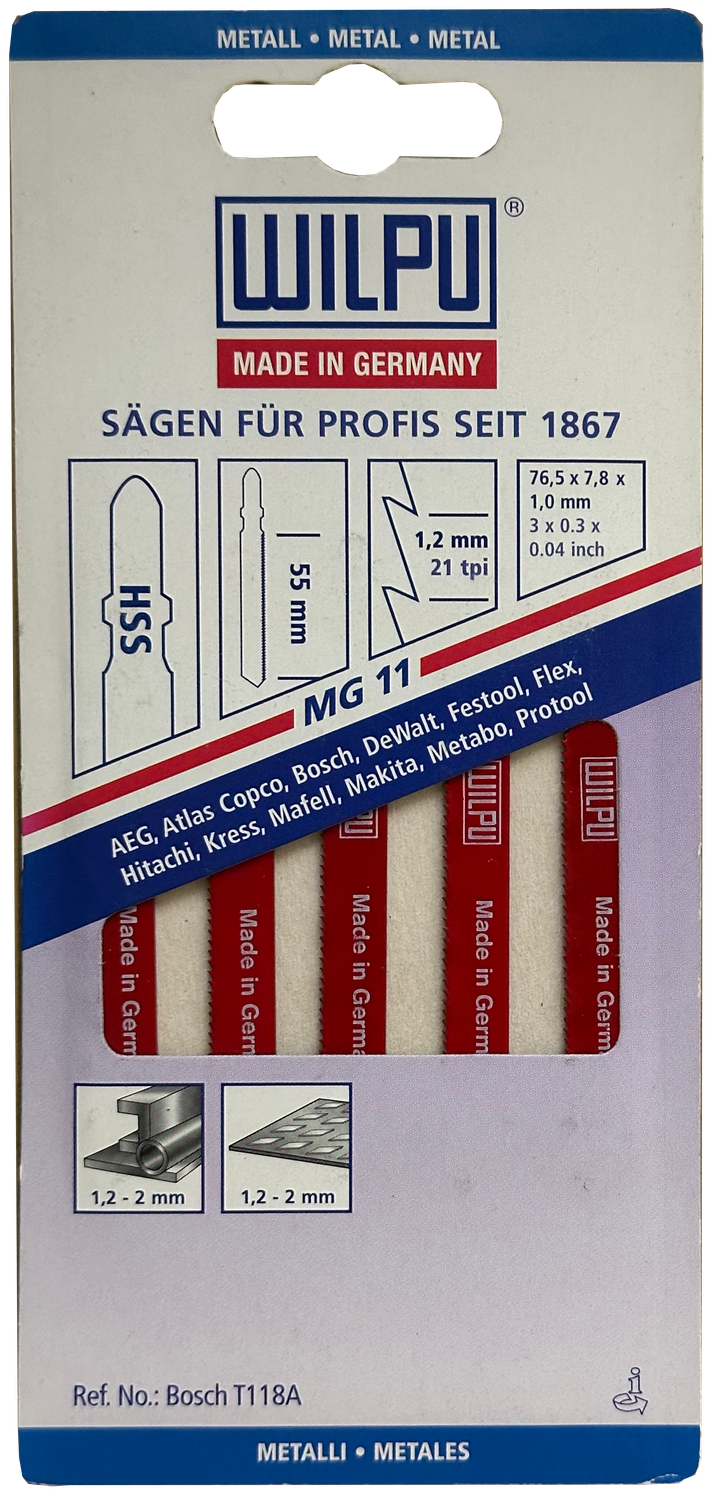 METALL • METAL • METAL
WILPU ®
MADE IN GERMANY
SÄGEN FÜR PROFIS SEIT 1867
HSS
55 mm
1,2 mm
21 tpi
76,5 x 7,8 x
1,0 mm
3 x 0.3 x
0.04 inch
MG 11
AEG, Atlas Copco, Bosch, DeWalt, Festool, Flex,
Hitachi, Kress, Mafell, Makita, Metabo, Protool
WILPU
WILPU
Made in Germ
Made in Germ
Made in Germa
Made in Germ
Made in Germ
1,2 - 2 mm
1,2 - 2 mm
Ref. No.: Bosch T118A
i
METALLI • METALES